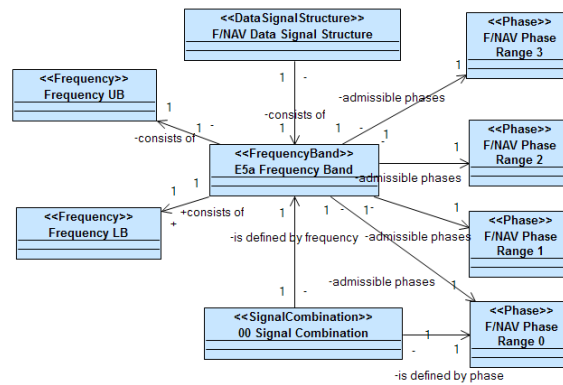 <<DataSignalStructure>>
F/NAV Data Signal Structure
<<Phase>>
F/NAV Phase
Range 3
1
1 -
<<Frequency>>
Frequency UB
-admissible phases
1
1 -
1
1 -
1
-consists of
-consists of
-
<<FrequencyBand>>
E5a Frequency Band
1
<<Phase>>
F/NAV Phase
Range 2
-admissible phases
1
1
1
1 -
1-
1
<<Frequency>>
Frequency LB
+consists of
+
<<Phase>>
F/NAV Phase
Range 1
-is defined by frequency
-admissible phases
-admissible phases
1
1 -
<<SignalCombination>>
00 Signal Combination
<<Phase>>
F/NAV Phase
Range 0
1
-
1
-is defined by phase